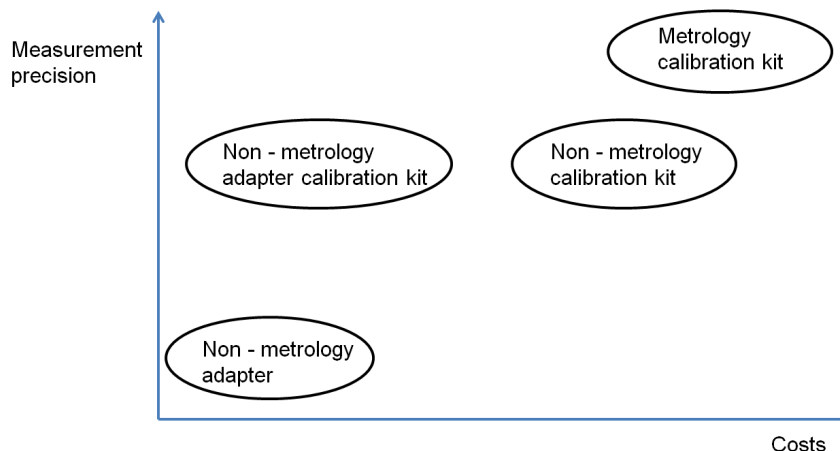 Measurement
precision
Metrology
calibration kit
Non - metrology
adapter calibration kit
Non - metrology
calibration kit
Non - metrology
adapter
Costs